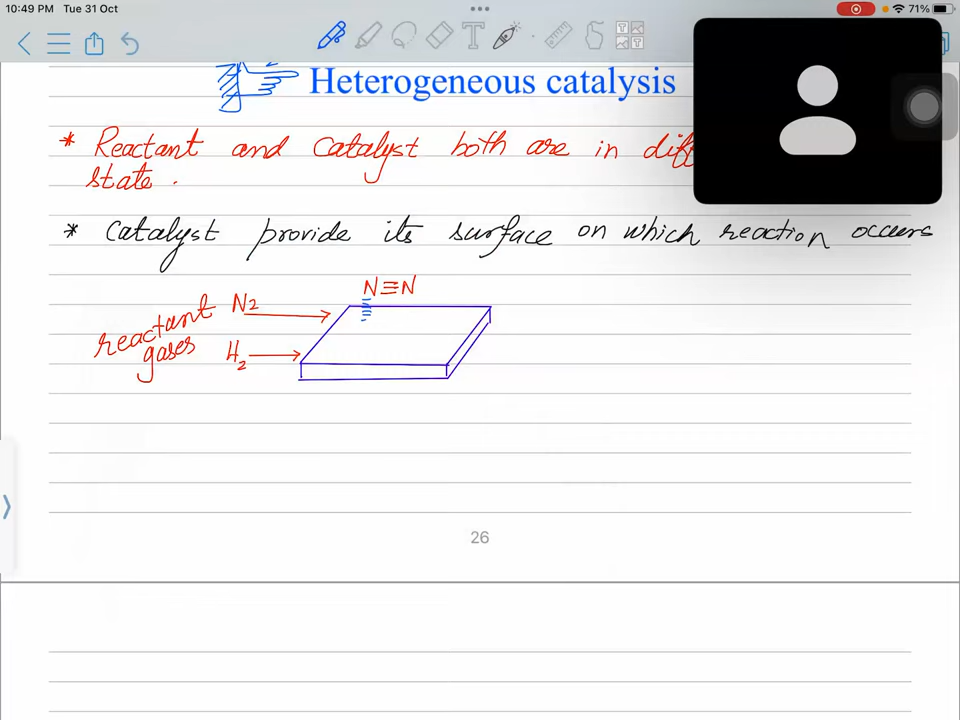 10:49 PM Tue 31 Oct
71%
Heterogeneous catalysis
* Reactant and catalyst both are in
state.
* Catalyst provide its surface on which reaction occurs
N≡N
reactant N2
gases H2
26